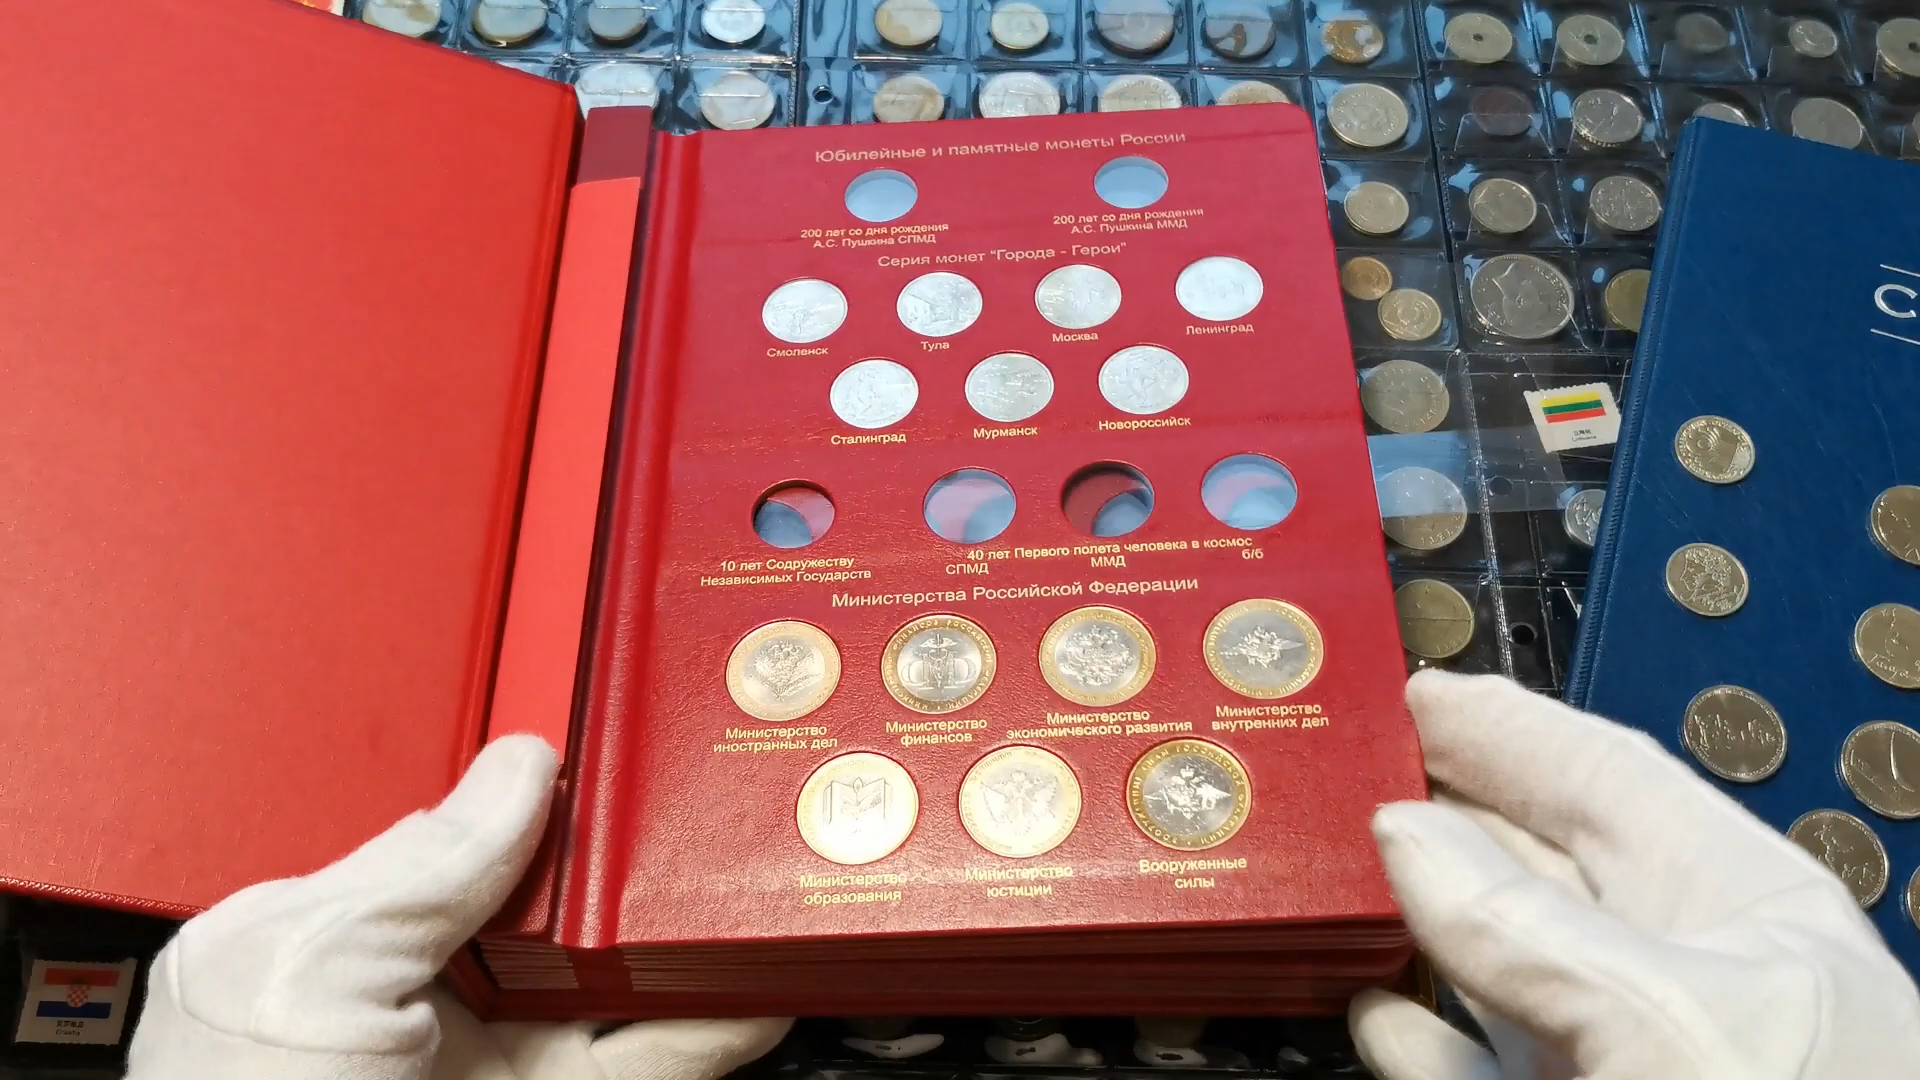 Юбилейные и памятные монеты России
200 лет со дня рождения
А.С. Пушкина СПМД
200 лет со дня рождения
А.С. Пушкина ММД
Серия монет "Города - Герои"
Смоленск
Тула
Москва
Ленинград
Сталинград
Мурманск
Новороссийск
10 лет Содружеству
Независимых Государств
40 лет Первого полета человека в космос
СПМД
ММД
б/б
Министерства Российской Федерации
Министерство
иностранных дел
Министерство
финансов
Министерство
экономического развития
Министерство
внутренних дел
Министерство
образования
Министерство
юстиции
Вооруженные
силы
Lithuania
Croatia
С